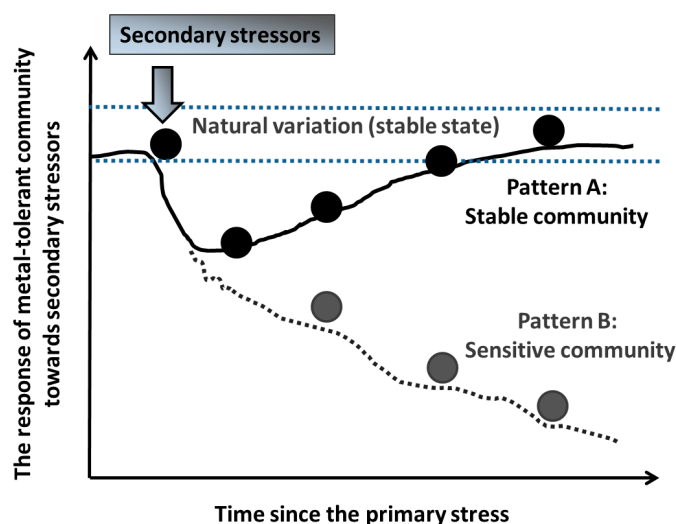 Secondary stressors
Natural variation (stable state)
Pattern A:
Stable community
Pattern B:
Sensitive community
The response of metal-tolerant community
towards secondary stressors
Time since the primary stress